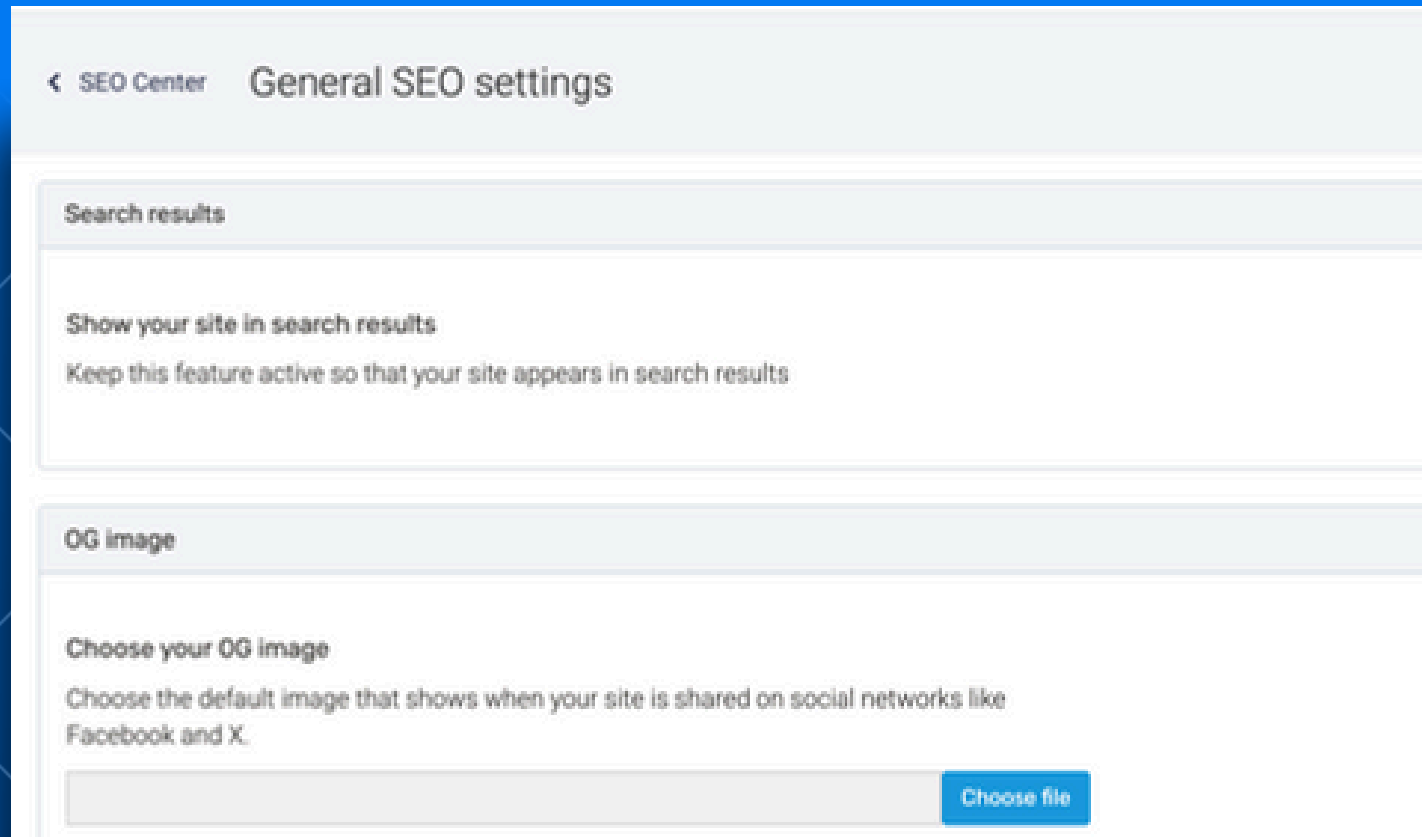 SEO Center General SEO settings
Search results
Show your site in search results
Keep this feature active so that your site appears in search results
OG image
Choose your OG image
Choose the default image that shows when your site is shared on social networks like
Facebook and X.
Choose file